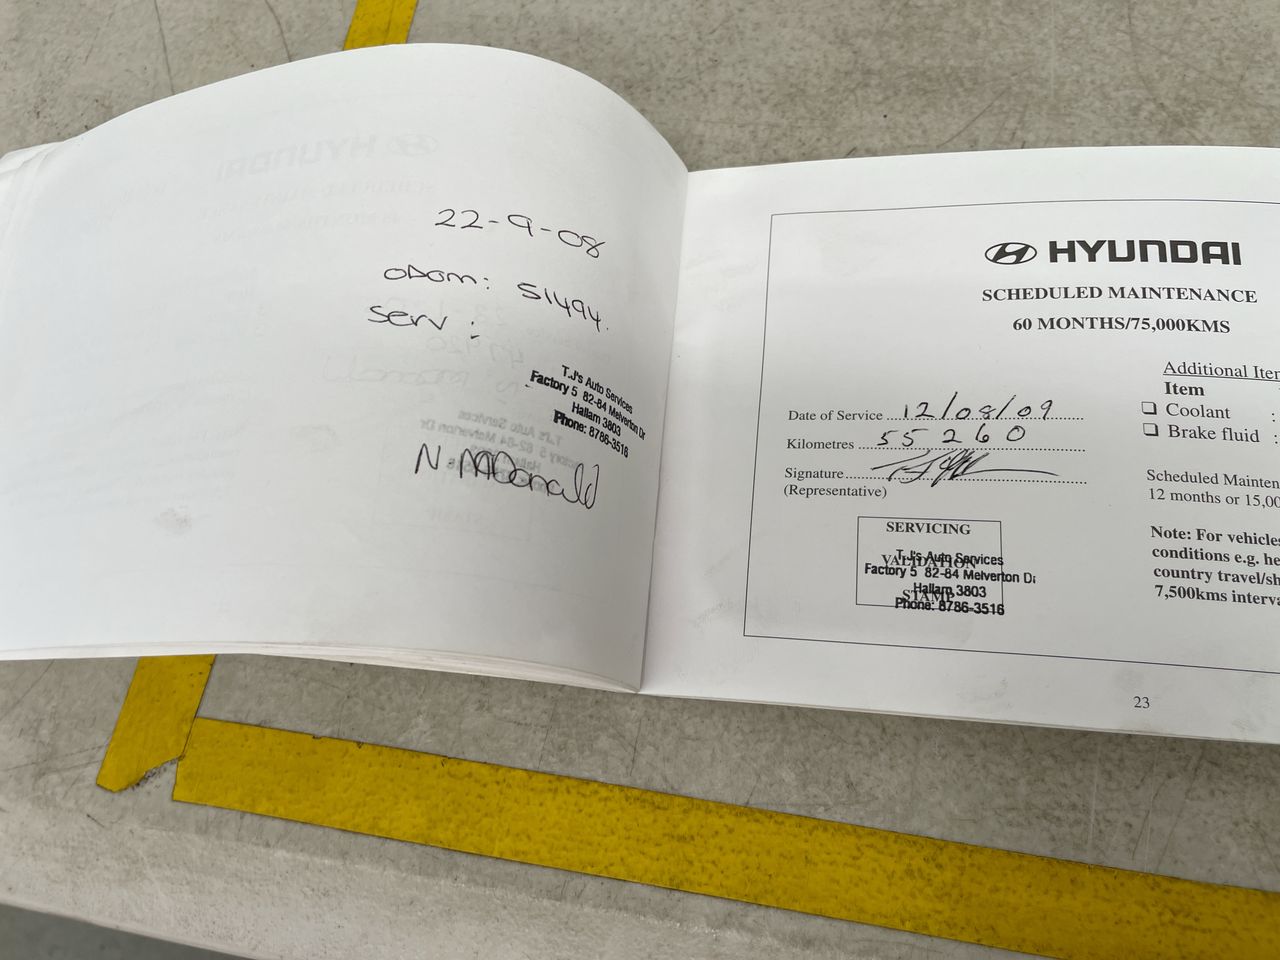 22-9-08
ODOM: 51494.
Serv :
T.J's Auto Services
Factory 5 82-84 Melverton Dr
Hallam 3803
Phone: 8786-3516
N. McDonald
HYUNDAI
SCHEDULED MAINTENANCE
60 MONTHS/75,000KMS
Date of Service 12/08/09
Kilometres 55 260
Signature
(Representative)
SERVICING
VALIDATION
STAMP
T.J's Auto Services
Factory 5 82-84 Melverton Dr
Hallam 3803
Phone: 8786-3516
Additional Iter
Item
Coolant :
Brake fluid :
Scheduled Mainten
12 months or 15,00
Note: For vehicles
conditions e.g. he
country travel/sh
7,500kms interva
23